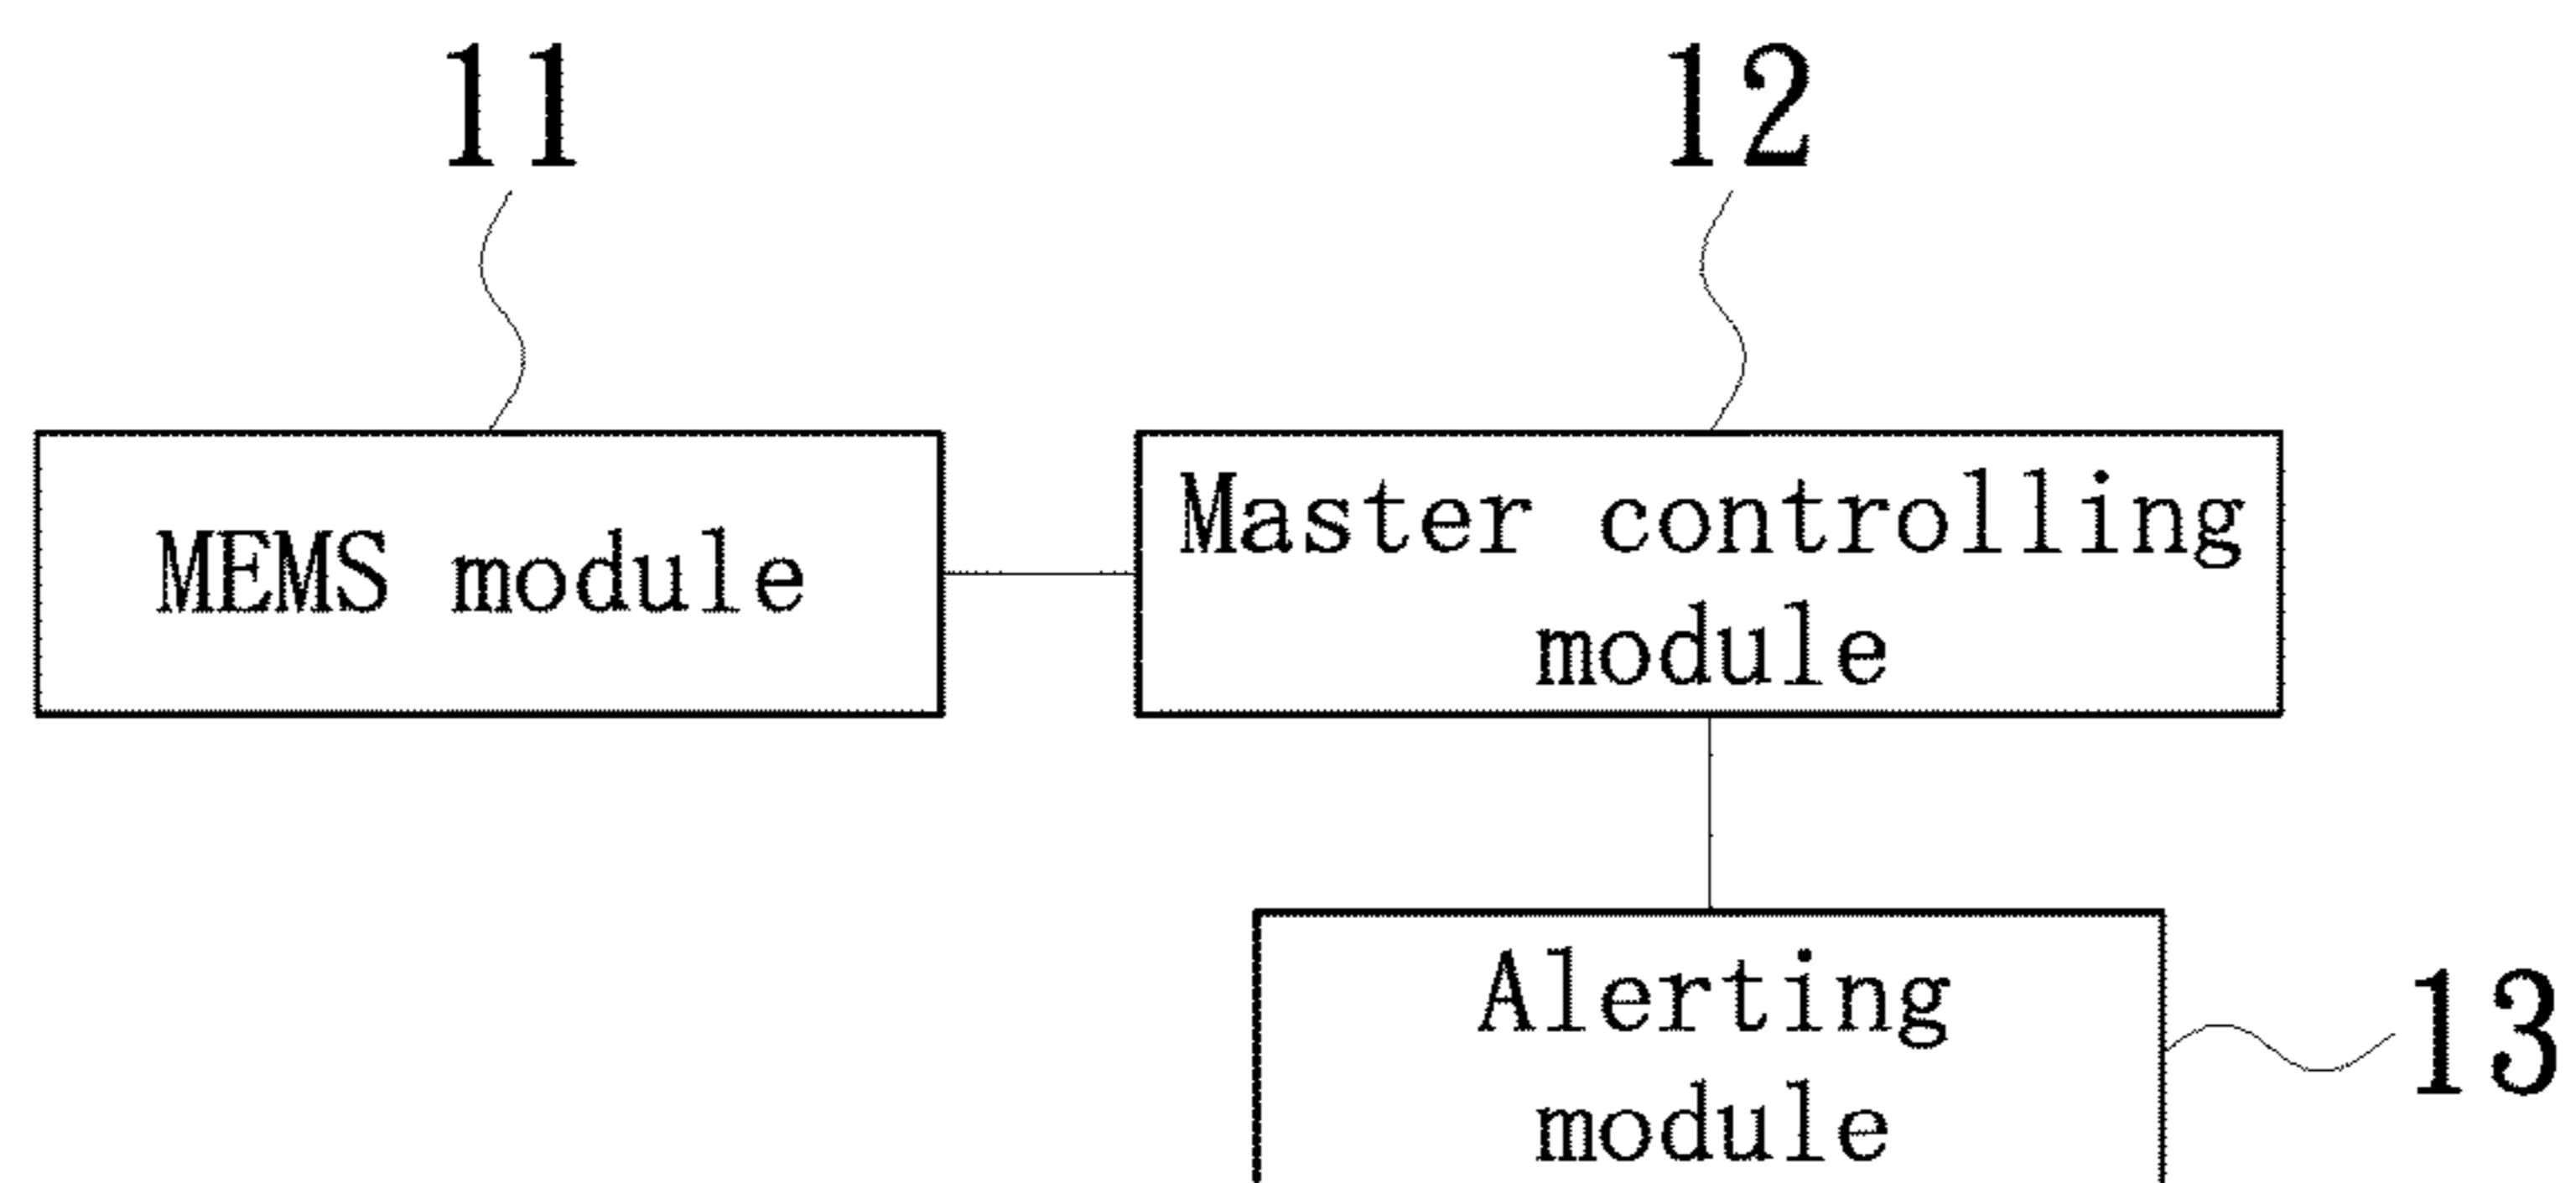 11
12
MEMS module
Master controlling
module
Alerting
module
13